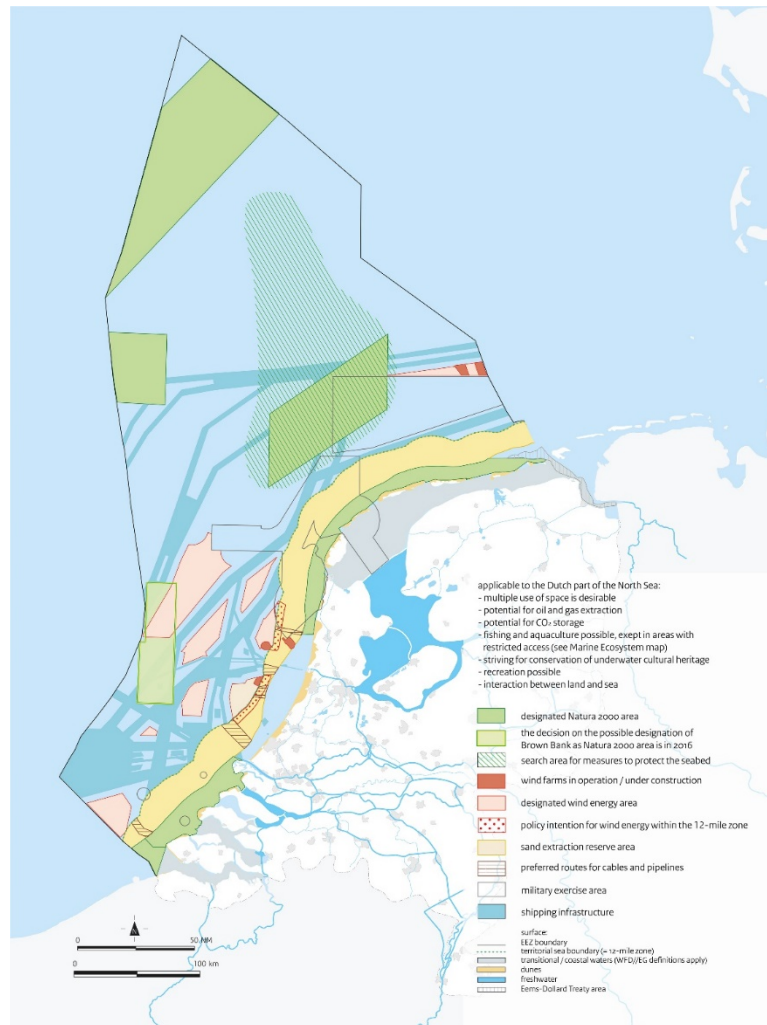 applicable to the Dutch part of the North Sea:
- multiple use of space is desirable
- potential for oil and gas extraction
- potential for CO₂ storage
- fishing and aquaculture possible, exept in areas with
restricted access (see Marine Ecosystem map)
- striving for conservation of underwater cultural heritage
- recreation possible
- interaction between land and sea
designated Natura 2000 area
the decision on the possible designation of
Brown Bank as Natura 2000 area is in 2016
search area for measures to protect the seabed
wind farms in operation / under construction
designated wind energy area
policy intention for wind energy within the 12-mile zone
sand extraction reserve area
preferred routes for cables and pipelines
military exercise area
shipping infrastructure
surface:
EEZ boundary
territorial sea boundary (= 12-mile zone)
transitional / coastal waters (WFD//EG definitions apply)
dunes
freshwater
Eems-Dollard Treaty area
0 50 NM
0 100 km